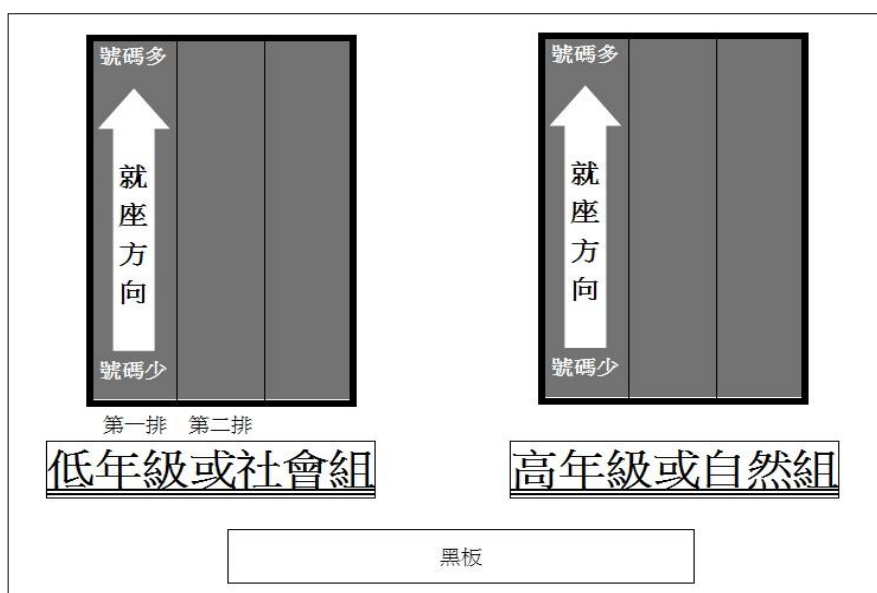 號碼多
就座方向
號碼少
第一排
第二排
低年級或社會組
號碼多
就座方向
號碼少
高年級或自然組
黑板